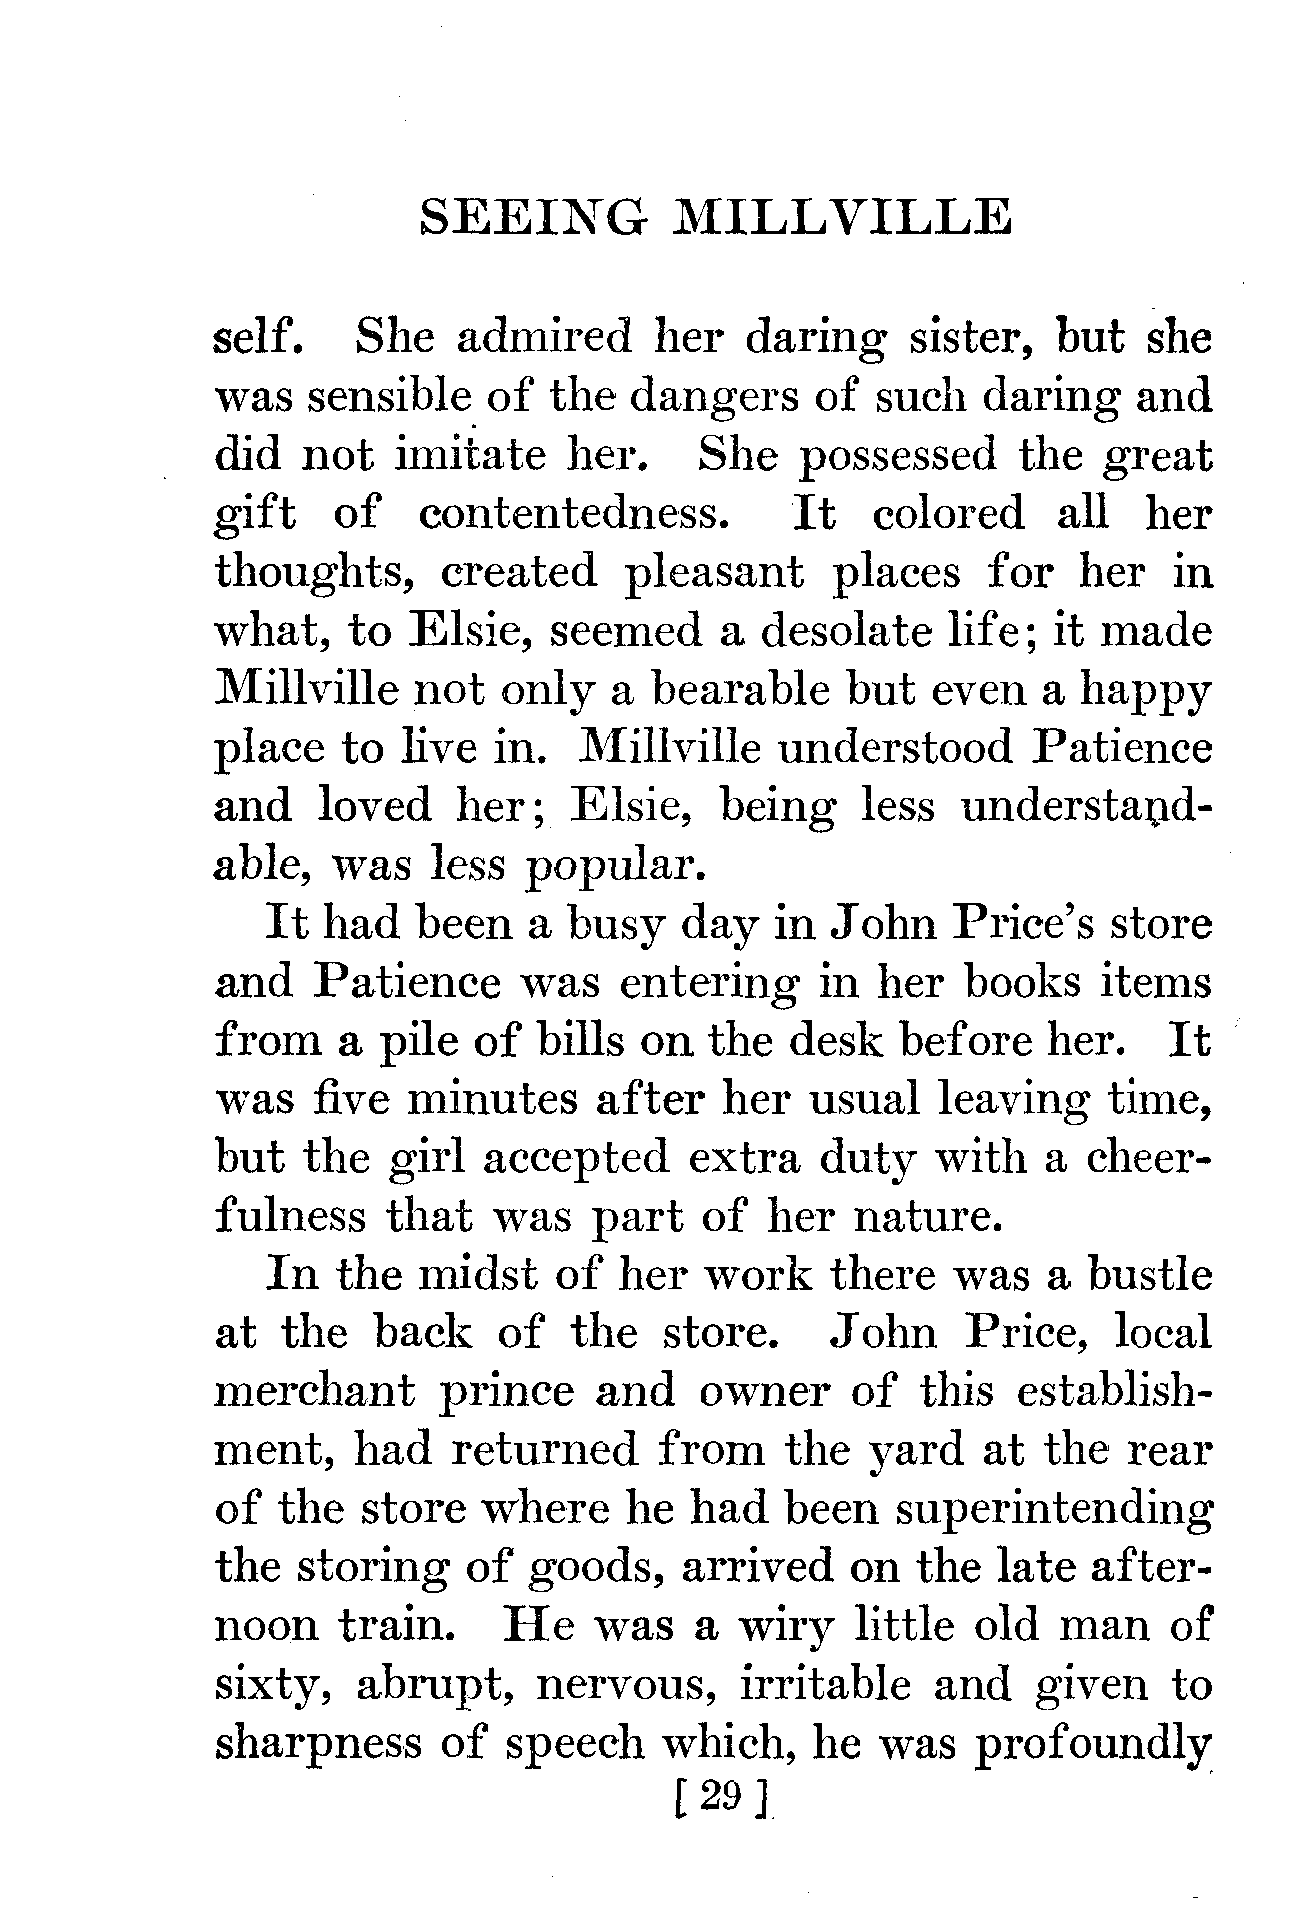 SEEING MILLVILLE
self. She admired her daring sister, but she
was sensible of the dangers of such daring and
did not imitate her. She possessed the great
gift of contentedness. It colored all her
thoughts, created pleasant places for her in
what, to Elsie, seemed a desolate life; it made
Millville not only a bearable but even a happy
place to live in. Millville understood Patience
and loved her; Elsie, being less understand-
able, was less popular.
It had been a busy day in John Price's store
and Patience was entering in her books items
from a pile of bills on the desk before her. It
was five minutes after her usual leaving time,
but the girl accepted extra duty with a cheer-
fulness that was part of her nature.
In the midst of her work there was a bustle
at the back of the store. John Price, local
merchant prince and owner of this establish-
ment, had returned from the yard at the rear
of the store where he had been superintending
the storing of goods, arrived on the late after-
noon train. He was a wiry little old man of
sixty, abrupt, nervous, irritable and given to
sharpness of speech which, he was profoundly
[ 29 ]